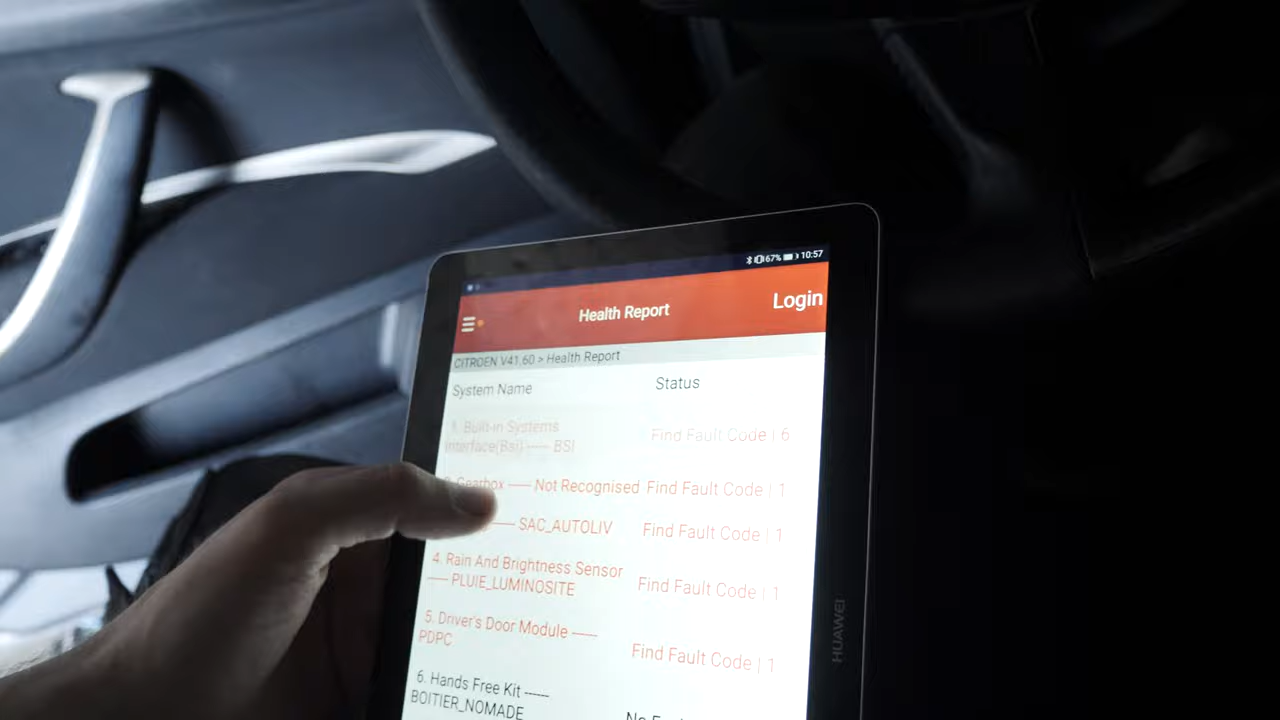 67% 10:57
Health Report
Login
CITROEN V41.60 > Health Report
System Name
Status
1. Built-in Systems
Interface(Bsi) ------ BSI
Find Fault Code | 6
2. Gearbox ------ Not Recognised
Find Fault Code | 1
------ SAC_AUTOLIV
Find Fault Code | 1
4. Rain And Brightness Sensor
------ PLUIE_LUMINOSITE
Find Fault Code | 1
5. Driver's Door Module ------
PDPC
Find Fault Code | 1
6. Hands Free Kit ------
BOITIER_NOMADE
No
HUAWEI